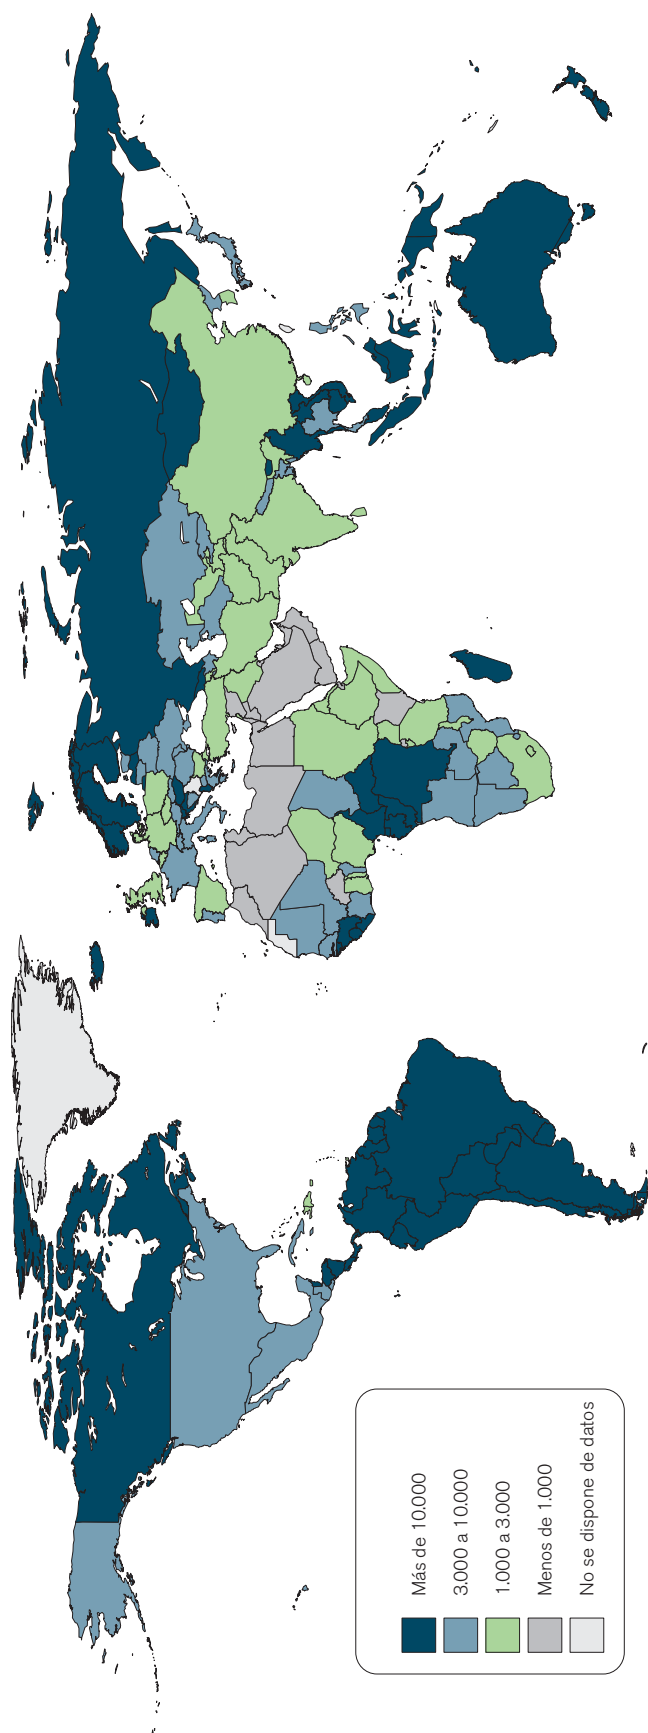 Más de 10.000
3.000 a 10.000
1.000 a 3.000
Menos de 1.000
No se dispone de datos